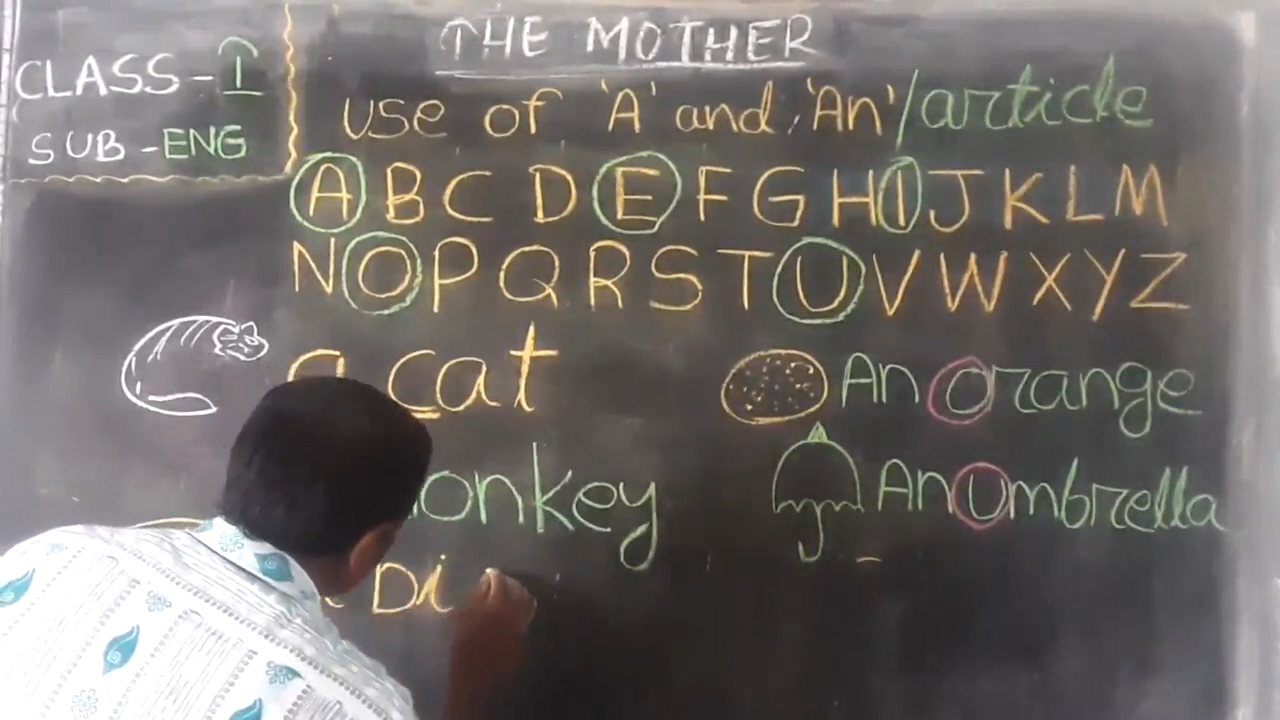 THE MOTHER
CLASS - I
SUB - ENG
use of 'A' and 'An'/article
A B C D E F G H I J K L M
N O P Q R S T U V W X Y Z
a cat
An orange
onkey
An Umbrella
Di